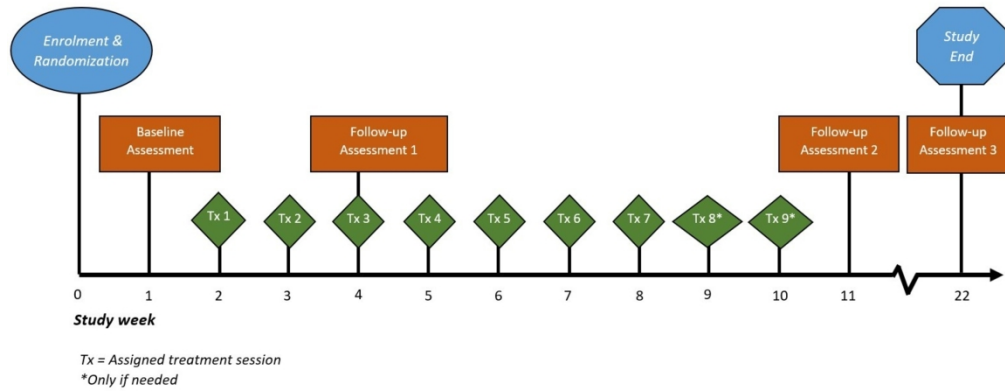 Enrolment &
Randomization
Study
End
Baseline
Assessment
Follow-up
Assessment 1
Follow-up
Assessment 2
Follow-up
Assessment 3
Tx 1
Tx 2
Tx 3
Tx 4
Tx 5
Tx 6
Tx 7
Tx 8*
Tx 9*
0 1 2 3 4 5 6 7 8 9 10 11 22
Study week
Tx = Assigned treatment session
*Only if needed